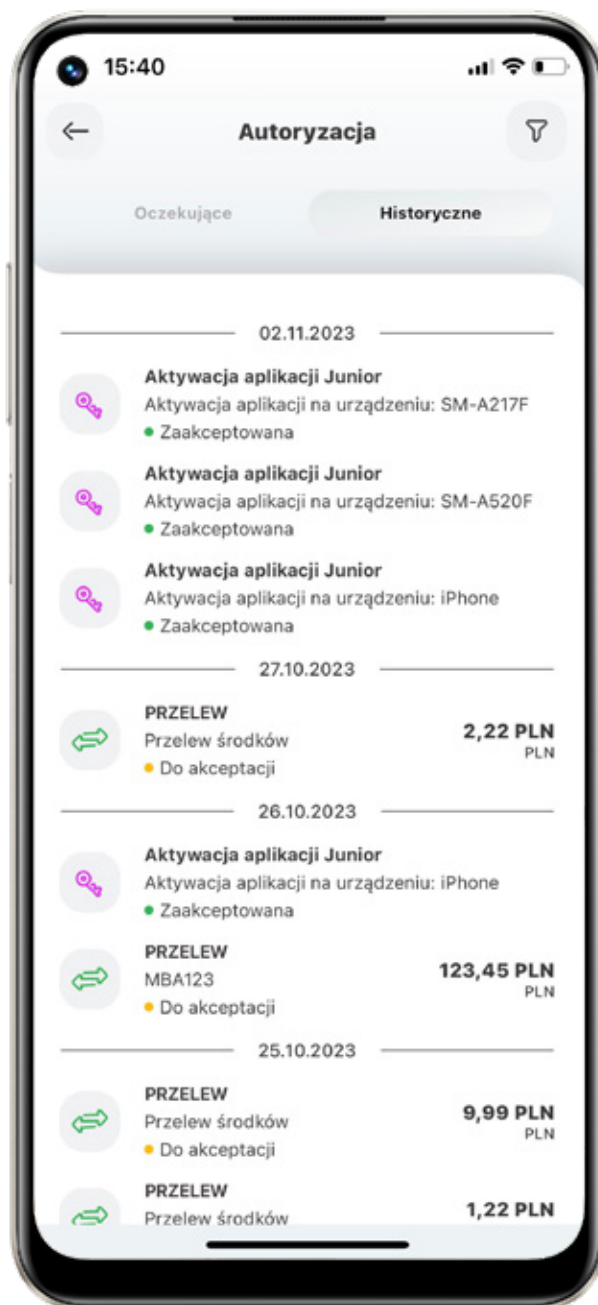 15:40
Autoryzacja
Oczekujące
Historyczne
02.11.2023
Aktywacja aplikacji Junior
Aktywacja aplikacji na urządzeniu: SM-A217F
Zaakceptowana
Aktywacja aplikacji Junior
Aktywacja aplikacji na urządzeniu: SM-A520F
Zaakceptowana
Aktywacja aplikacji Junior
Aktywacja aplikacji na urządzeniu: iPhone
Zaakceptowana
27.10.2023
PRZELEW
Przelew środków
2,22 PLN
PLN
Do akceptacji
26.10.2023
Aktywacja aplikacji Junior
Aktywacja aplikacji na urządzeniu: iPhone
Zaakceptowana
PRZELEW
MBA123
123,45 PLN
PLN
Do akceptacji
25.10.2023
PRZELEW
Przelew środków
9,99 PLN
PLN
Do akceptacji
PRZELEW
Przelew środków
1,22 PLN